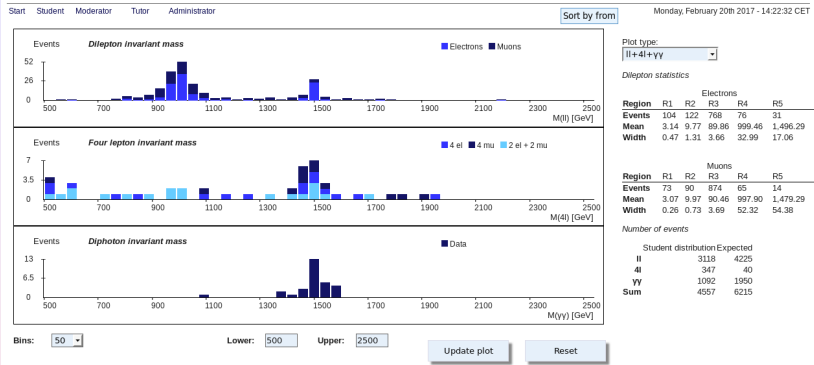 Start Student Moderator Tutor Administrator
Sort by from
Monday, February 20th 2017 - 14:22:32 CET
Events Dilepton invariant mass Electrons Muons
52
26
0
500 700 900 1100 1300 1500 1700 1900 2100 2300 2500
M(ll) [GeV]
Events Four lepton invariant mass 4 el 4 mu 2 el + 2 mu
7
3.5
0
500 700 900 1100 1300 1500 1700 1900 2100 2300 2500
M(4l) [GeV]
Events Diphoton invariant mass Data
13
6.5
0
500 700 900 1100 1300 1500 1700 1900 2100 2300 2500
M(γγ) [GeV]
Bins: 50 Lower: 500 Upper: 2500
Update plot Reset
Plot type:
ll+4l+γγ
Dilepton statistics
Electrons
Region R1 R2 R3 R4 R5
Events 104 122 768 76 31
Mean 3.14 9.77 89.86 999.46 1,496.29
Width 0.47 1.31 3.66 32.99 17.06
Muons
Region R1 R2 R3 R4 R5
Events 73 90 874 65 14
Mean 3.07 9.97 90.46 997.90 1,479.29
Width 0.26 0.73 3.69 52.32 54.38
Number of events
Student distribution Expected
ll 3118 4225
4l 347 40
γγ 1092 1950
Sum 4557 6215